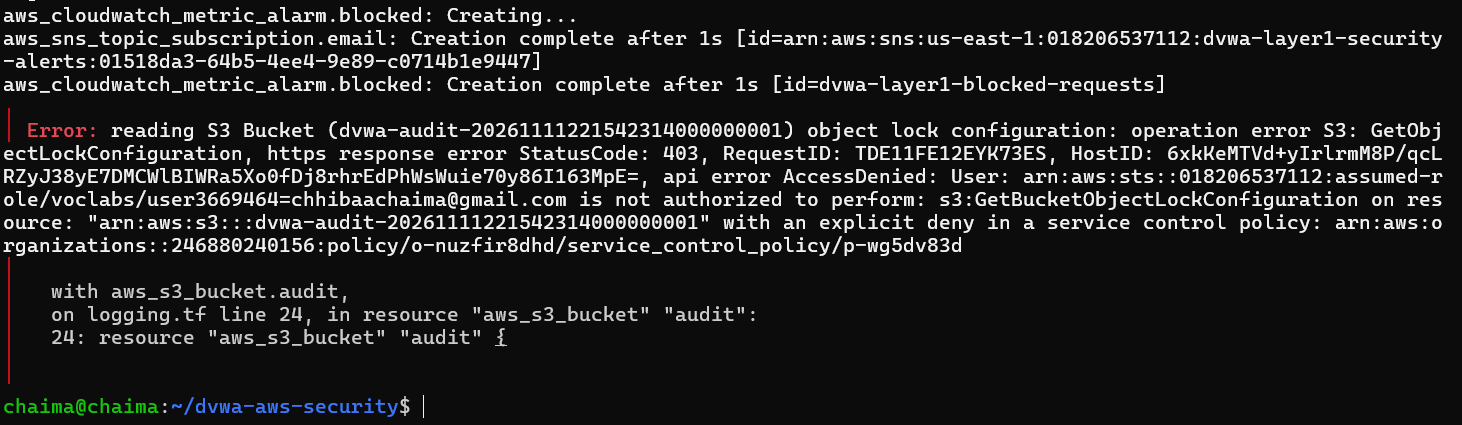 aws_cloudwatch_metric_alarm.blocked: Creating...
aws_sns_topic_subscription.email: Creation complete after 1s [id=arn:aws:sns:us-east-1:018206537112:dvwa-layer1-security
-alerts:01518da3-64b5-4ee4-9e89-c0714b1e9447]
aws_cloudwatch_metric_alarm.blocked: Creation complete after 1s [id=dvwa-layer1-blocked-requests]
Error: reading S3 Bucket (dvwa-audit-20261111221542314000000001) object lock configuration: operation error S3: GetObj
ectLockConfiguration, https response error StatusCode: 403, RequestID: TDE11FE12EYK73ES, HostID: 6xkKeMTVd+yIrlrmM8P/qcL
RZyJ38yE7DMCWlBIWRa5Xo0fDj8rhrEdPhWsWuie70y86I163MpE=, api error AccessDenied: User: arn:aws:sts::018206537112:assumed-r
ole/voclabs/user3669464=chhibaachaima@gmail.com is not authorized to perform: s3:GetBucketObjectLockConfiguration on res
ource: "arn:aws:s3:::dvwa-audit-20261111221542314000000001" with an explicit deny in a service control policy: arn:aws:o
rganizations::246880240156:policy/o-nuzfir8dhd/service_control_policy/p-wg5dv83d
with aws_s3_bucket.audit,
on logging.tf line 24, in resource "aws_s3_bucket" "audit":
24: resource "aws_s3_bucket" "audit" {
chaima@chaima:~/dvwa-aws-security$